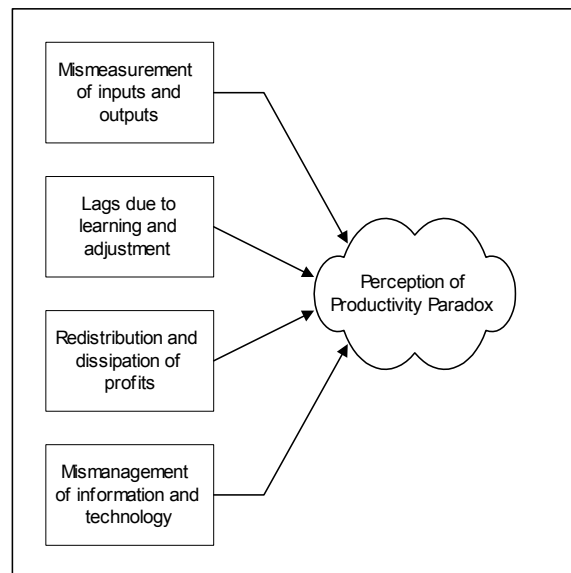 Mismeasurement
of inputs and
outputs
Lags due to
learning and
adjustment
Redistribution and
dissipation of
profits
Mismanagement
of information and
technology
Perception of
Productivity Paradox